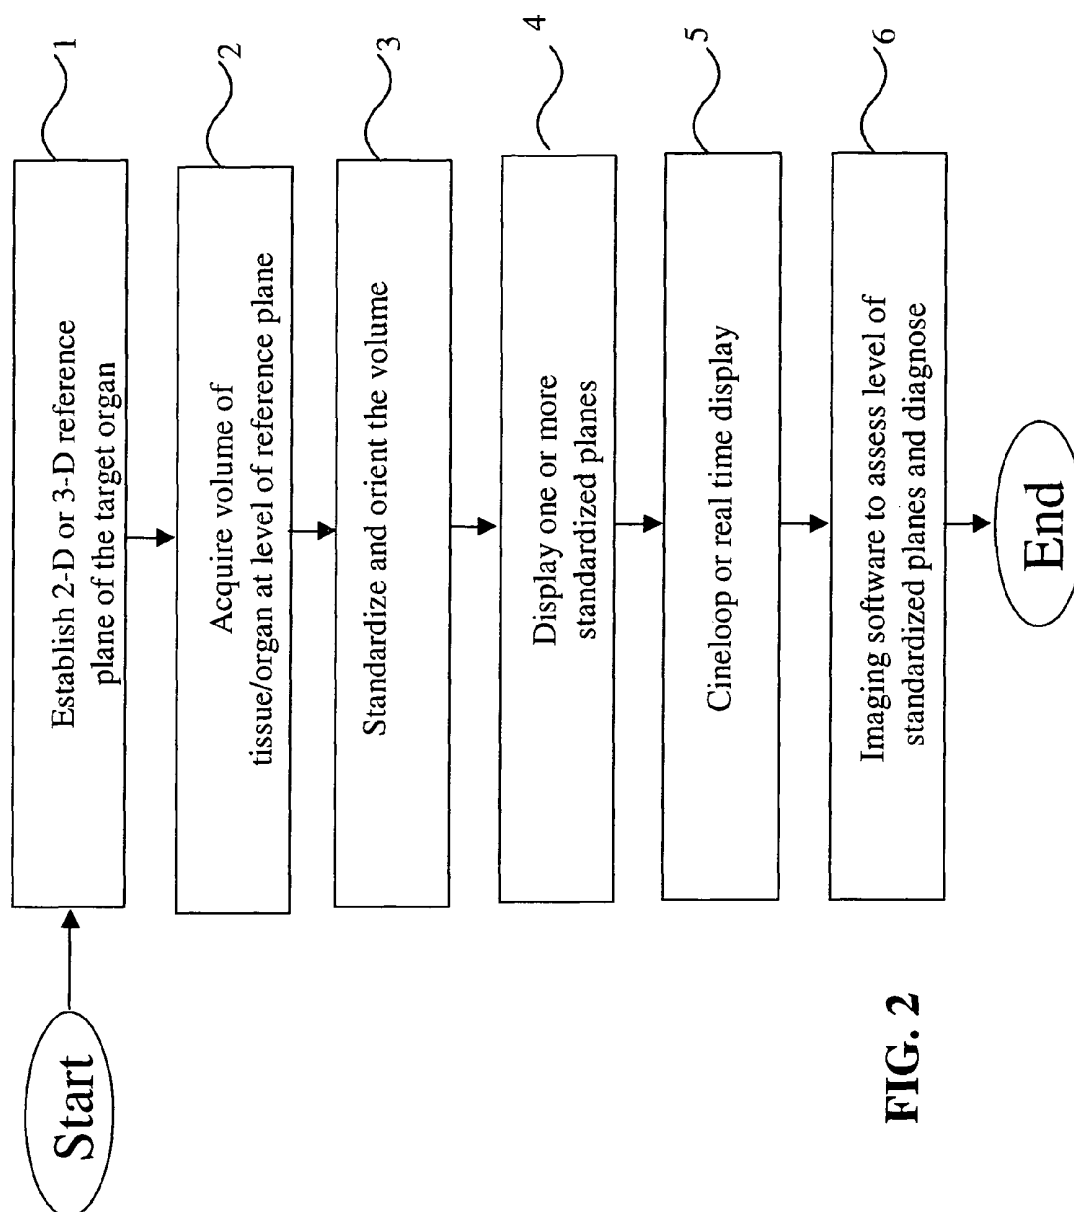 Start
Establish 2-D or 3-D reference
plane of the target organ
1
Acquire volume of
tissue/organ at level of reference plane
2
Standardize and orient the volume
3
Display one or more
standardized planes
4
Cineloop or real time display
5
Imaging software to assess level of
standardized planes and diagnose
6
End
FIG. 2